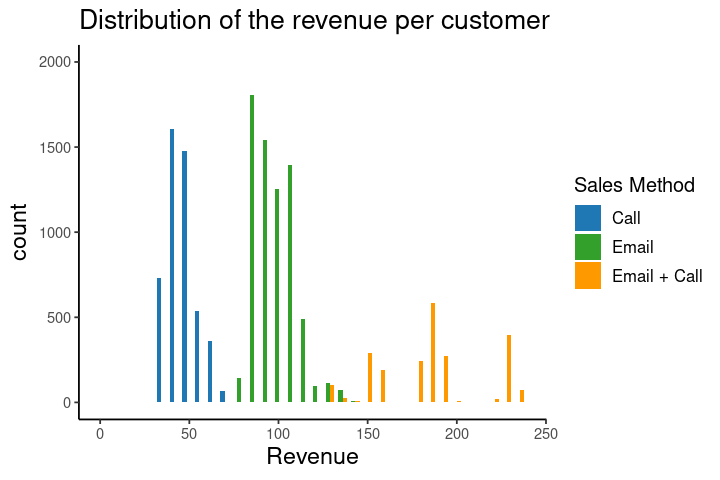 Distribution of the revenue per customer
2000
1500
1000
500
0
count
0 50 100 150 200 250
Revenue
Sales Method
Call
Email
Email + Call